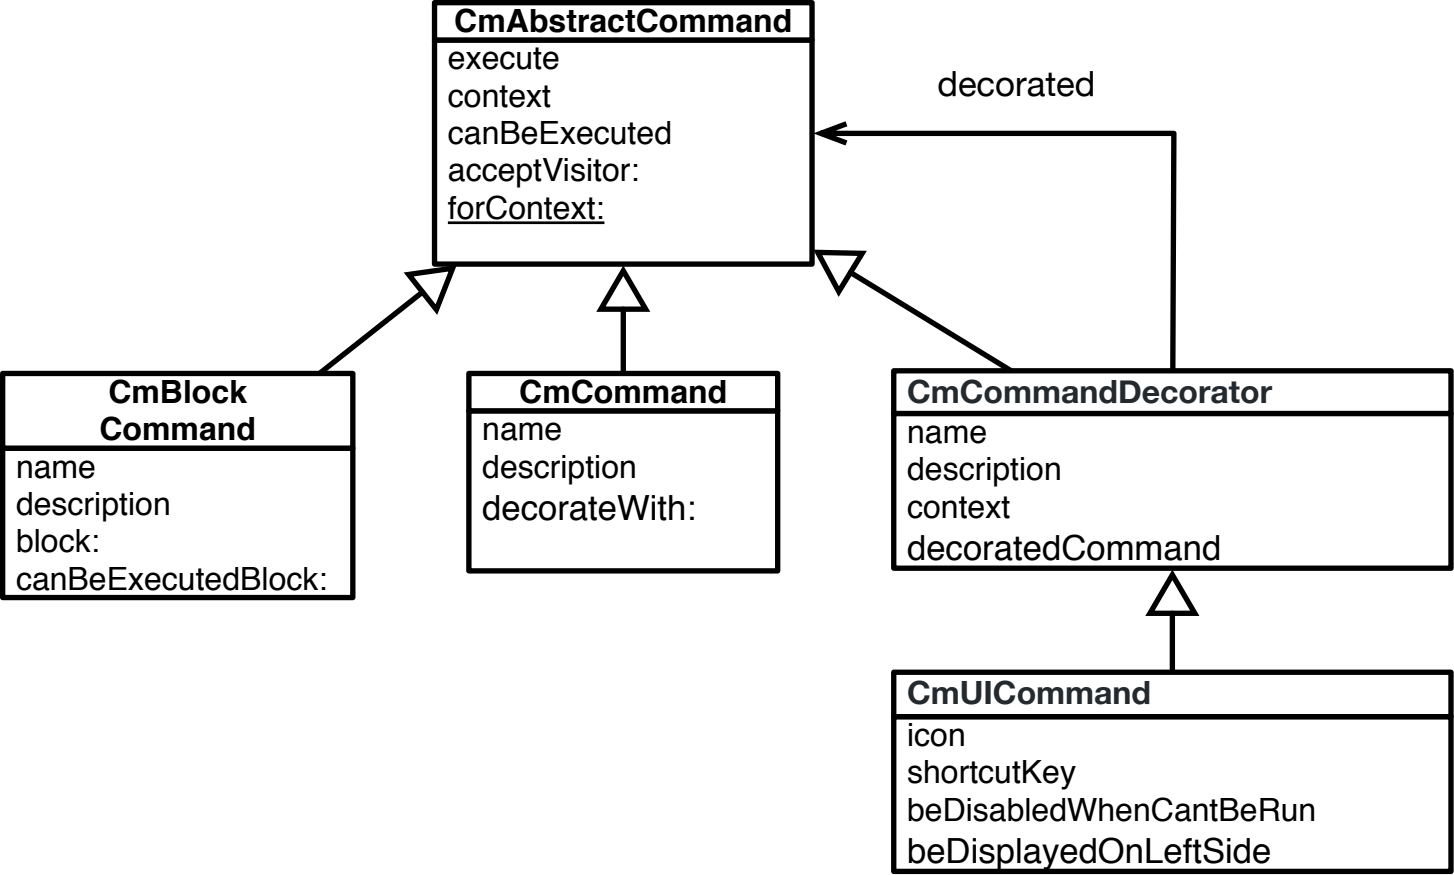 CmAbstractCommand
execute
context
canBeExecuted
acceptVisitor:
forContext:
decorated
CmBlock
Command
name
description
block:
canBeExecutedBlock:
CmCommand
name
description
decorateWith:
CmCommandDecorator
name
description
context
decoratedCommand
CmUICommand
icon
shortcutKey
beDisabledWhenCantBeRun
beDisplayedOnLeftSide